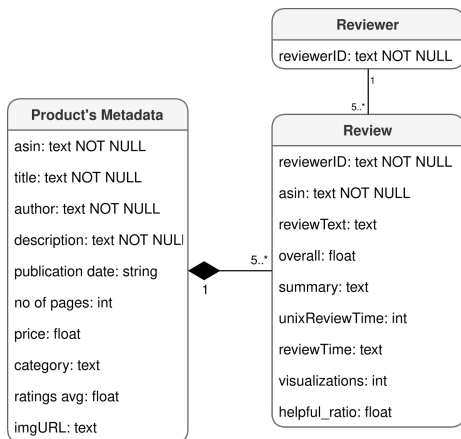 Reviewer
reviewerID: text NOT NULL
1
5..*
Product's Metadata
asin: text NOT NULL
title: text NOT NULL
author: text NOT NULL
description: text NOT NULL
publication date: string
no of pages: int
price: float
category: text
ratings avg: float
imgURL: text
1
5..*
Review
reviewerID: text NOT NULL
asin: text NOT NULL
reviewText: text
overall: float
summary: text
unixReviewTime: int
reviewTime: text
visualizations: int
helpful_ratio: float